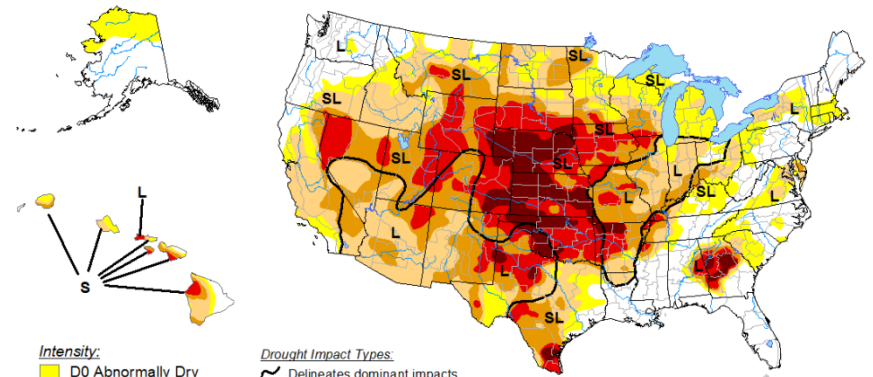 L
SL
SL
SL
SL
SL
SL
SL
L
L
L
SL
L
L
L
L
SL
L
S
Intensity:
D0 Abnormally Dry
Drought Impact Types:
Delineates dominant impacts